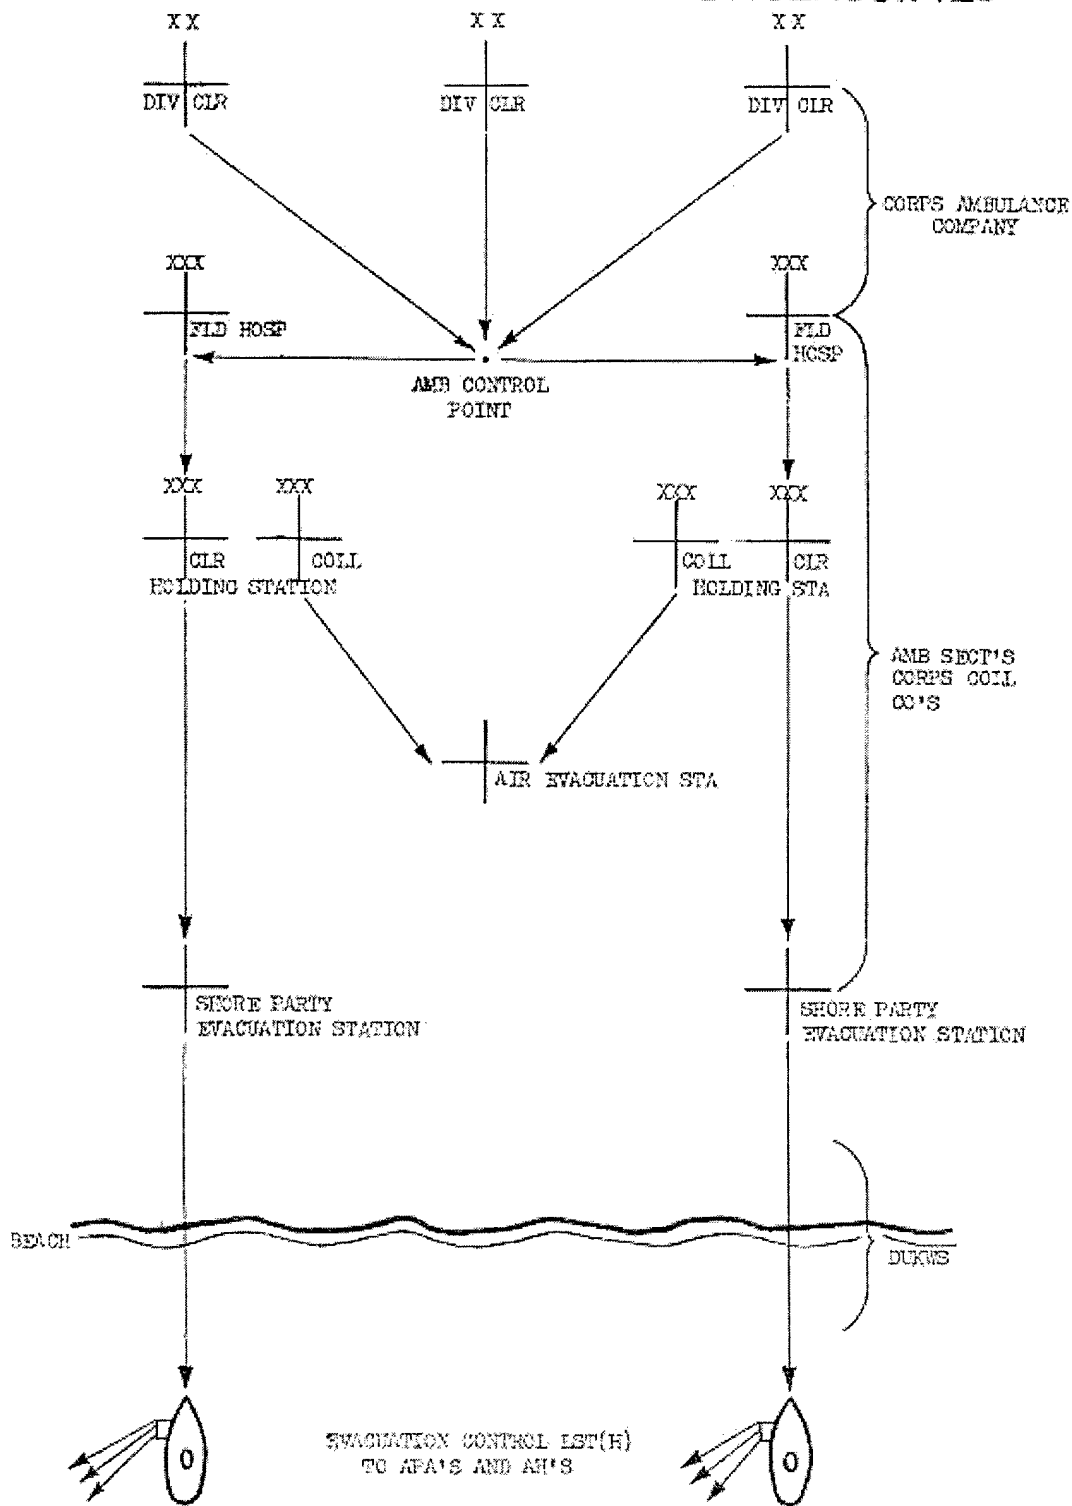 XX
XX
XX
DIV CLR
DIV CLR
DIV CLR
CORPS AMBULANCE
COMPANY
XXX
XXX
FLD HOSP
FLD
HOSP
AMB CONTROL
POINT
XXX
XXX
XXX
XXX
CLR
COLL
COLL
CLR
HOLDING STATION
HOLDING STA
AMB SECT'S
CORPS COLL
CO'S
AIR EVACUATION STA
SHORE PARTY
EVACUATION STATION
SHORE PARTY
EVACUATION STATION
BEACH
DUKWS
EVACUATION CONTROL LST(H)
TO APA'S AND AH'S